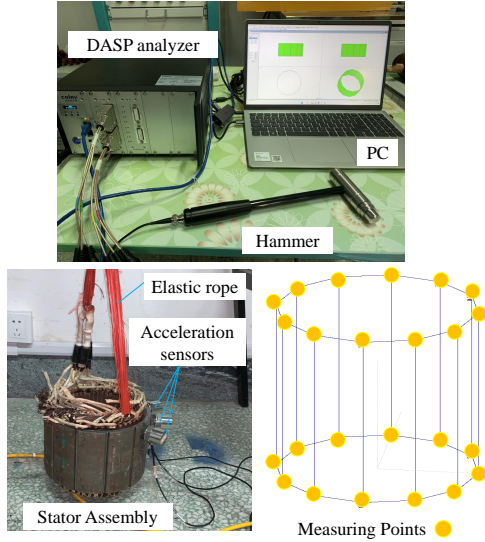 DASP analyzer
PC
Hammer
Elastic rope
Acceleration
sensors
Stator Assembly
Measuring Points